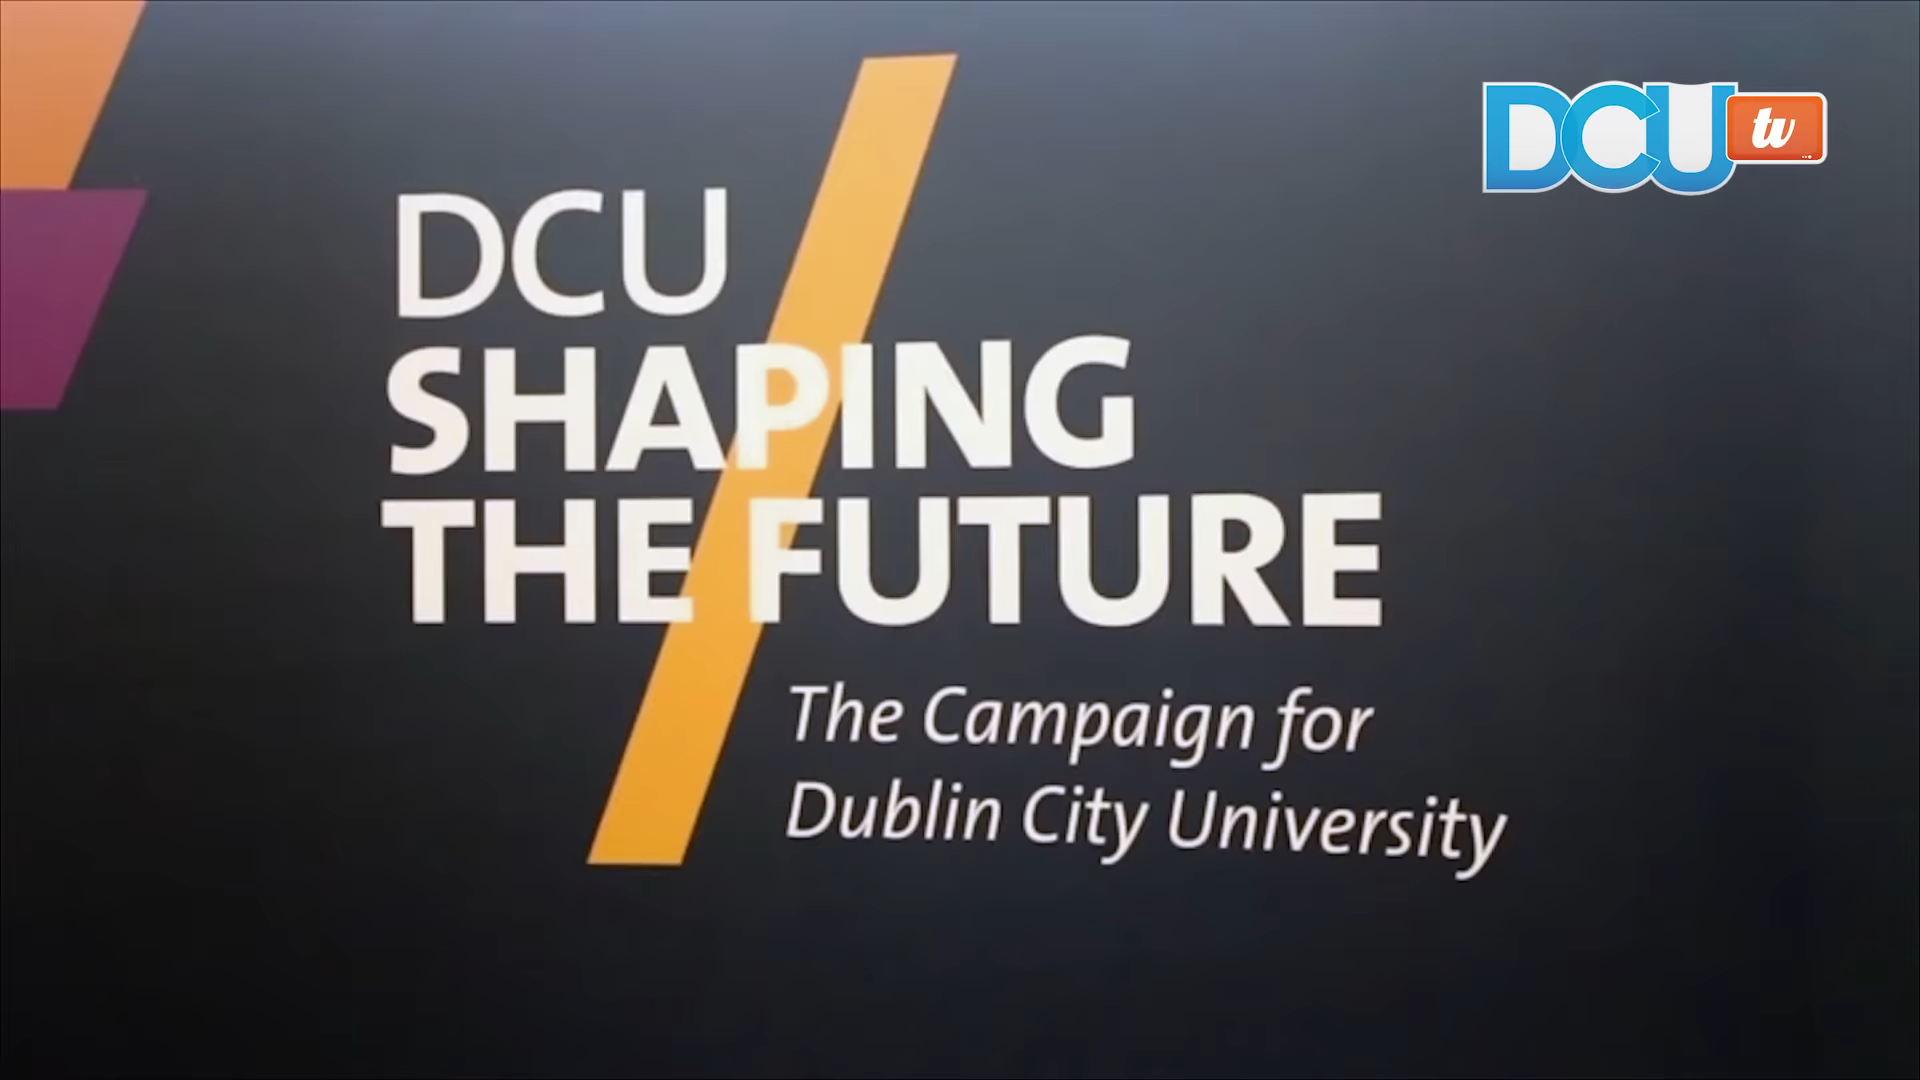 DCU
SHAPING
THE FUTURE
The Campaign for
Dublin City University
DCU tv